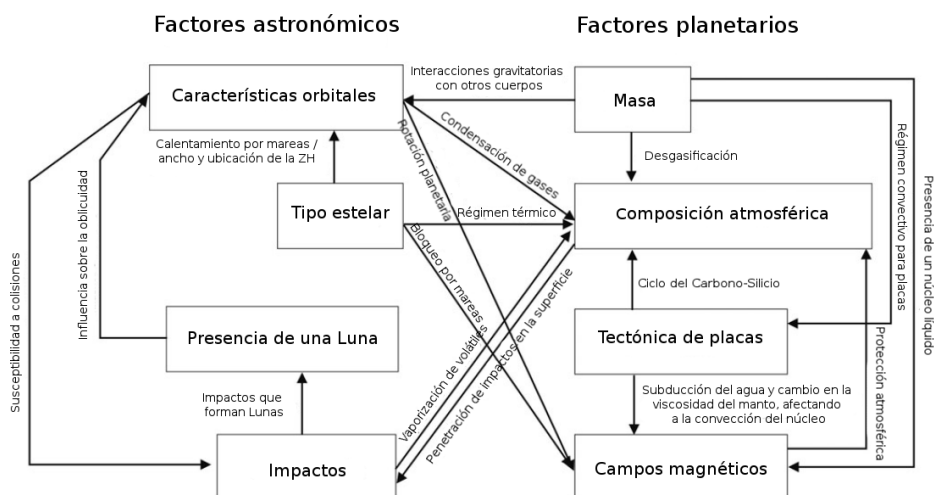 Factores astronómicos
Factores planetarios
Características orbitales
Interacciones gravitatorias
con otros cuerpos
Masa
Calentamiento por mareas /
ancho y ubicación de la ZH
Condensación de gases
Rotación planetaria
Desgasificación
Régimen convectivo para placas
Presencia de un núcleo líquido
Tipo estelar
Régimen térmico
Composición atmosférica
Bloqueo por mareas
Ciclo del Carbono-Silicio
Susceptibilidad a colisiones
Influencia sobre la oblicuidad
Presencia de una Luna
Tectónica de placas
Impactos que
forman Lunas
Vaporización de volátiles
Penetración de impactos en la superficie
Subducción del agua y cambio en la
viscosidad del manto, afectando
a la convección del núcleo
Protección atmosférica
Impactos
Campos magnéticos